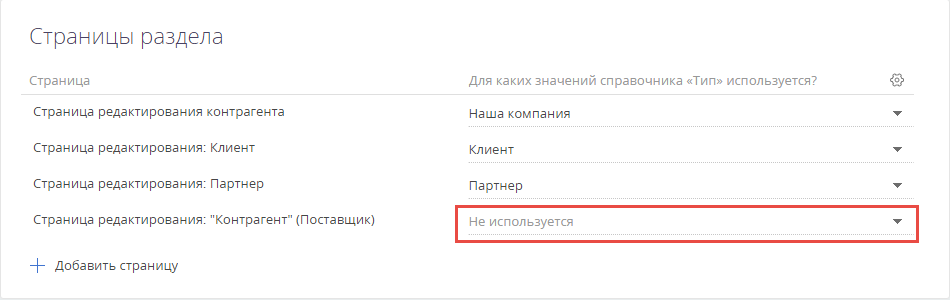 Страницы раздела
Страница Для каких значений справочника «Тип» используется?
Страница редактирования контрагента Наша компания
Страница редактирования: Клиент Клиент
Страница редактирования: Партнер Партнер
Страница редактирования: "Контрагент" (Поставщик) Не используется
Добавить страницу